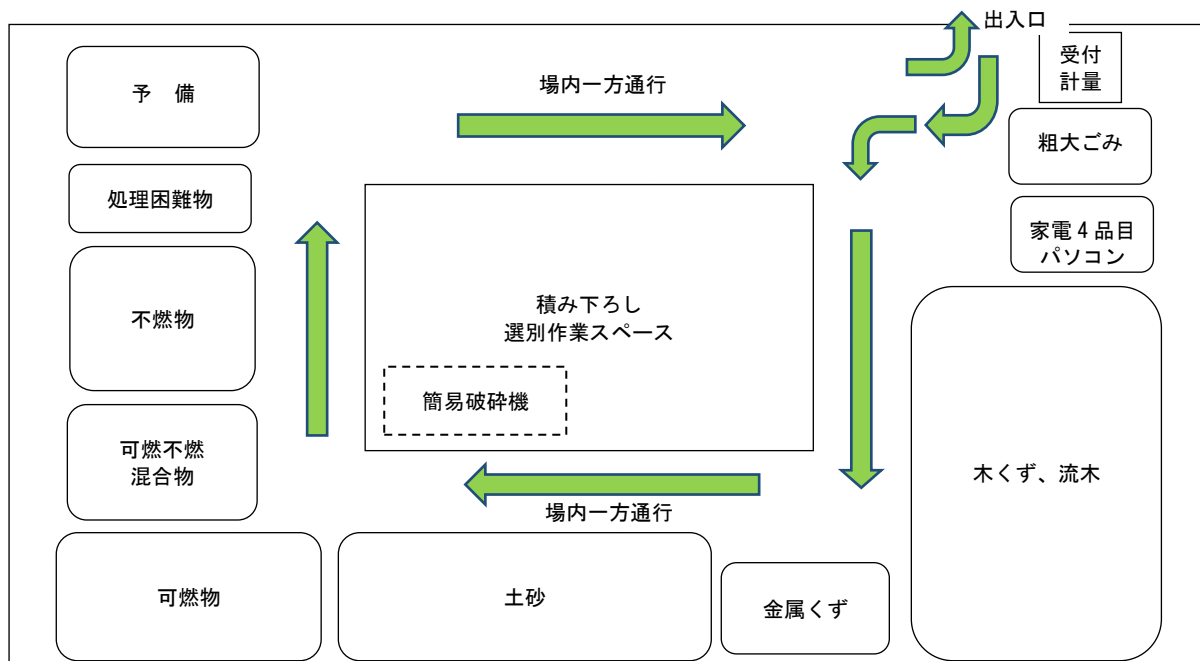 出入口
受付
計量
予　備
場内一方通行
粗大ごみ
処理困難物
家電４品目
パソコン
不燃物
積み下ろし
選別作業スペース
簡易破砕機
可燃不燃
混合物
木くず、流木
場内一方通行
可燃物
土砂
金属くず